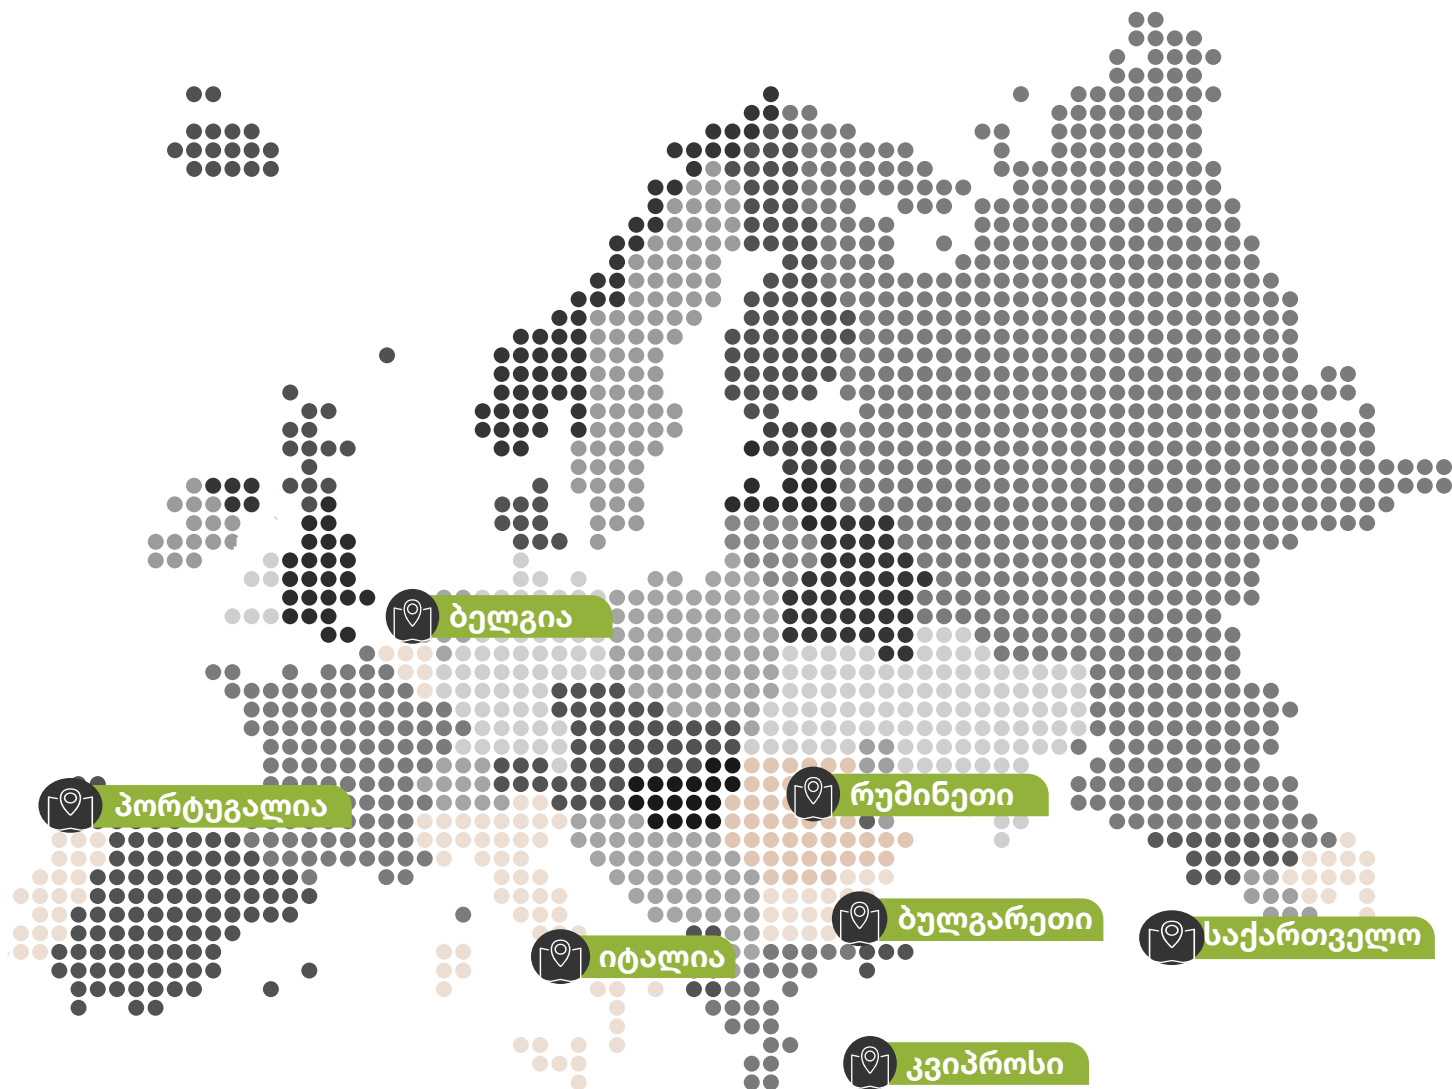 ბელგია
პორტუგალია
რუმინეთი
ბულგარეთი
საქართველო
იტალია
კვიპროსი